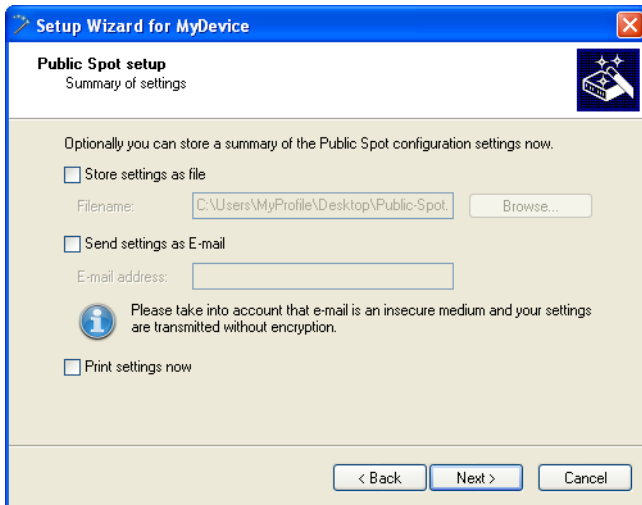 Setup Wizard for MyDevice
Public Spot setup
Summary of settings
Optionally you can store a summary of the Public Spot configuration settings now.
Store settings as file
Filename: C:\Users\MyProfile\Desktop\Public-Spot. Browse...
Send settings as E-mail
E-mail address:
Please take into account that e-mail is an insecure medium and your settings
are transmitted without encryption.
Print settings now
< Back Next > Cancel